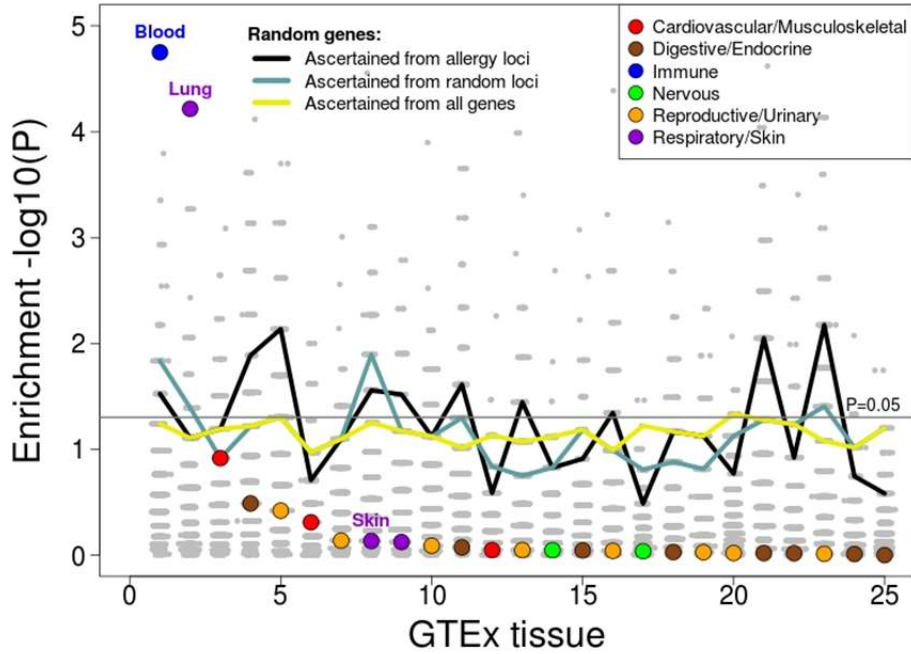 Blood
Lung
Random genes:
Ascertained from allergy loci
Ascertained from random loci
Ascertained from all genes
Cardiovascular/Musculoskeletal
Digestive/Endocrine
Immune
Nervous
Reproductive/Urinary
Respiratory/Skin
P=0.05
Skin
Enrichment -log10(P)
5
4
3
2
1
0
0 5 10 15 20 25
GTEx tissue